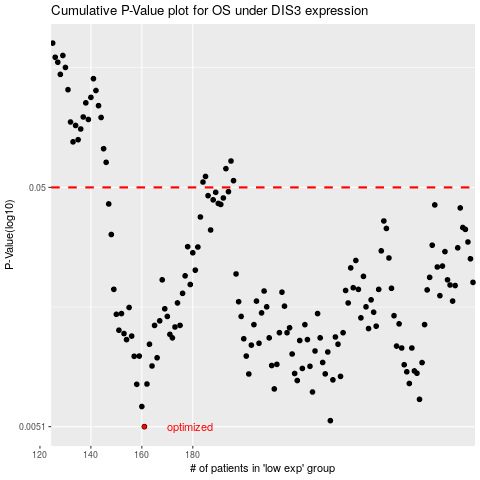 Cumulative P-Value plot for OS under DIS3 expression
P-Value(log10)
0.05
0.0051
optimized
120 140 160 180
# of patients in 'low exp' group